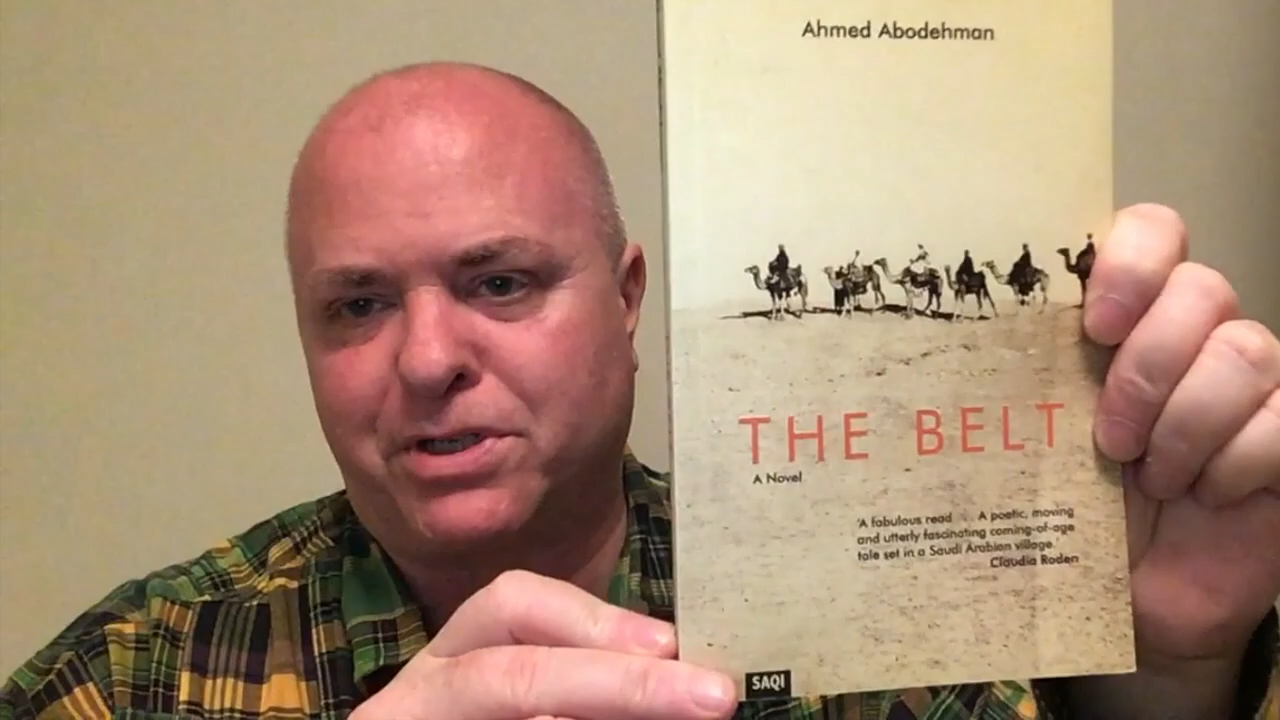 Ahmed Abodehman
THE BELT
A Novel
'A fabulous read . . . A poetic, moving
and utterly fascinating coming-of-age
tale set in a Saudi Arabian village.'
Claudia Roden
SAQI